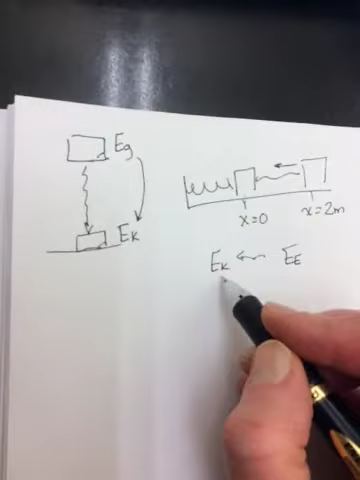 Eg
Ek
x=0
x=2m
Ek ← EE